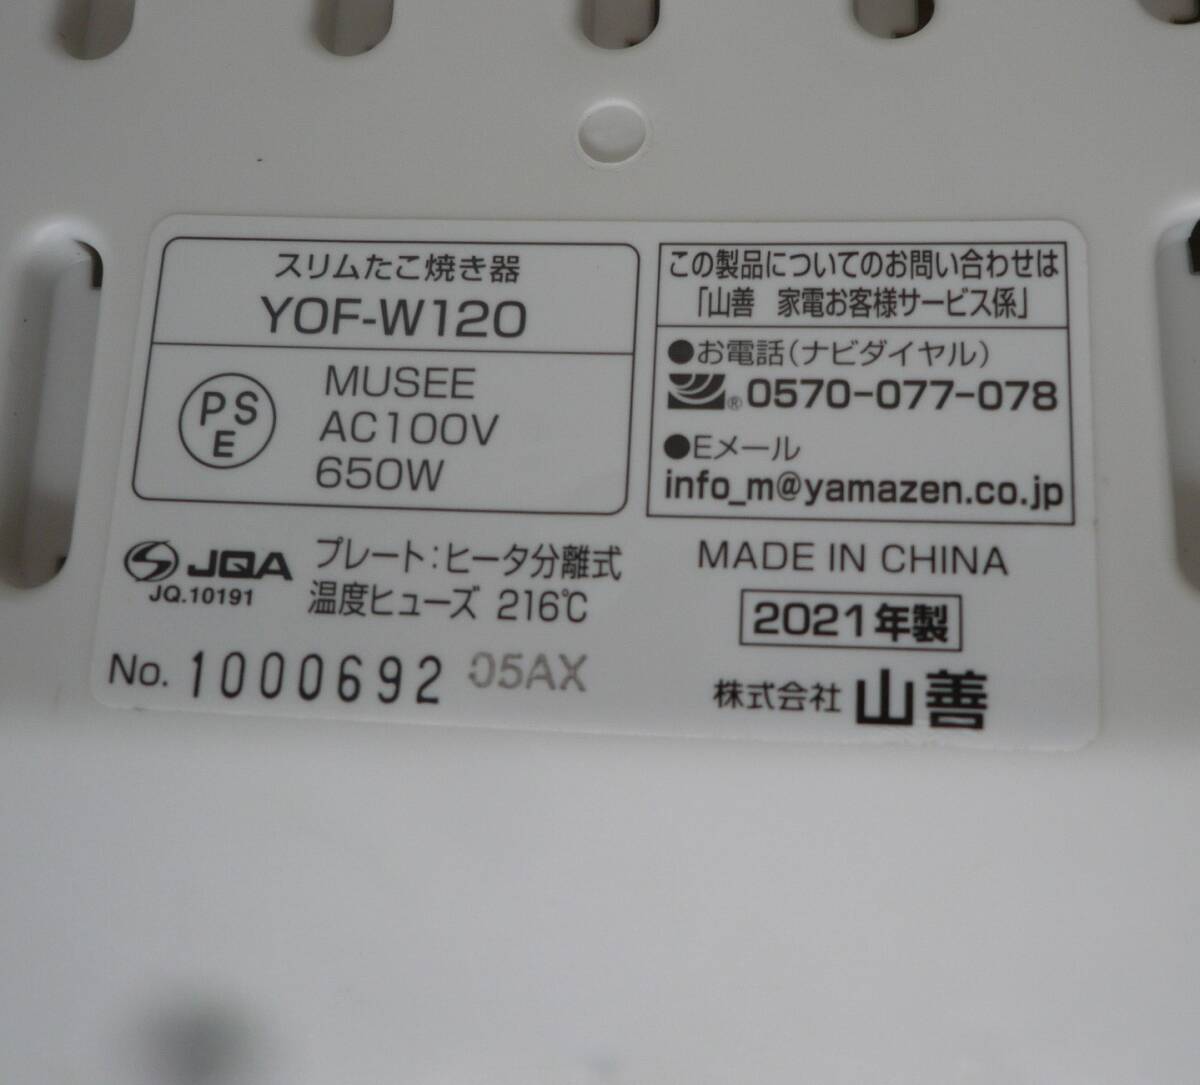 スリムたこ焼き器
YOF-W120
PSE
MUSEE
AC100V
650W
この製品についてのお問い合わせは
「山善 家電お客様サービス係」
●お電話(ナビダイヤル)
® 0570-077-078
●Eメール
info_m@yamazen.co.jp
JQA
JQ.10191
プレート:ヒータ分離式
温度ヒューズ 216℃
No. 1000692 05AX
MADE IN CHINA
2021年製
株式会社 山善